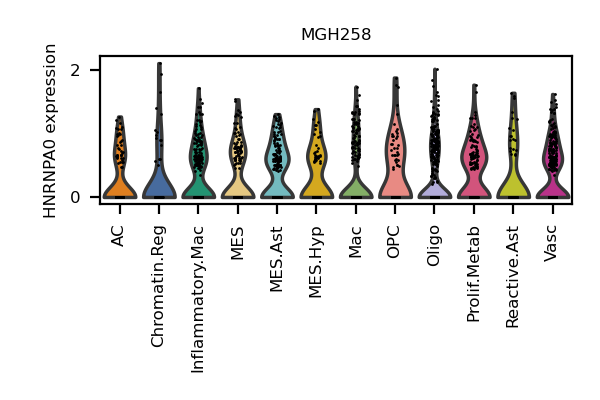 MGH258
HNRNPA0 expression
2
0
AC
Chromatin.Reg
Inflammatory.Mac
MES
MES.Ast
MES.Hyp
Mac
OPC
Oligo
Prolif.Metab
Reactive.Ast
Vasc